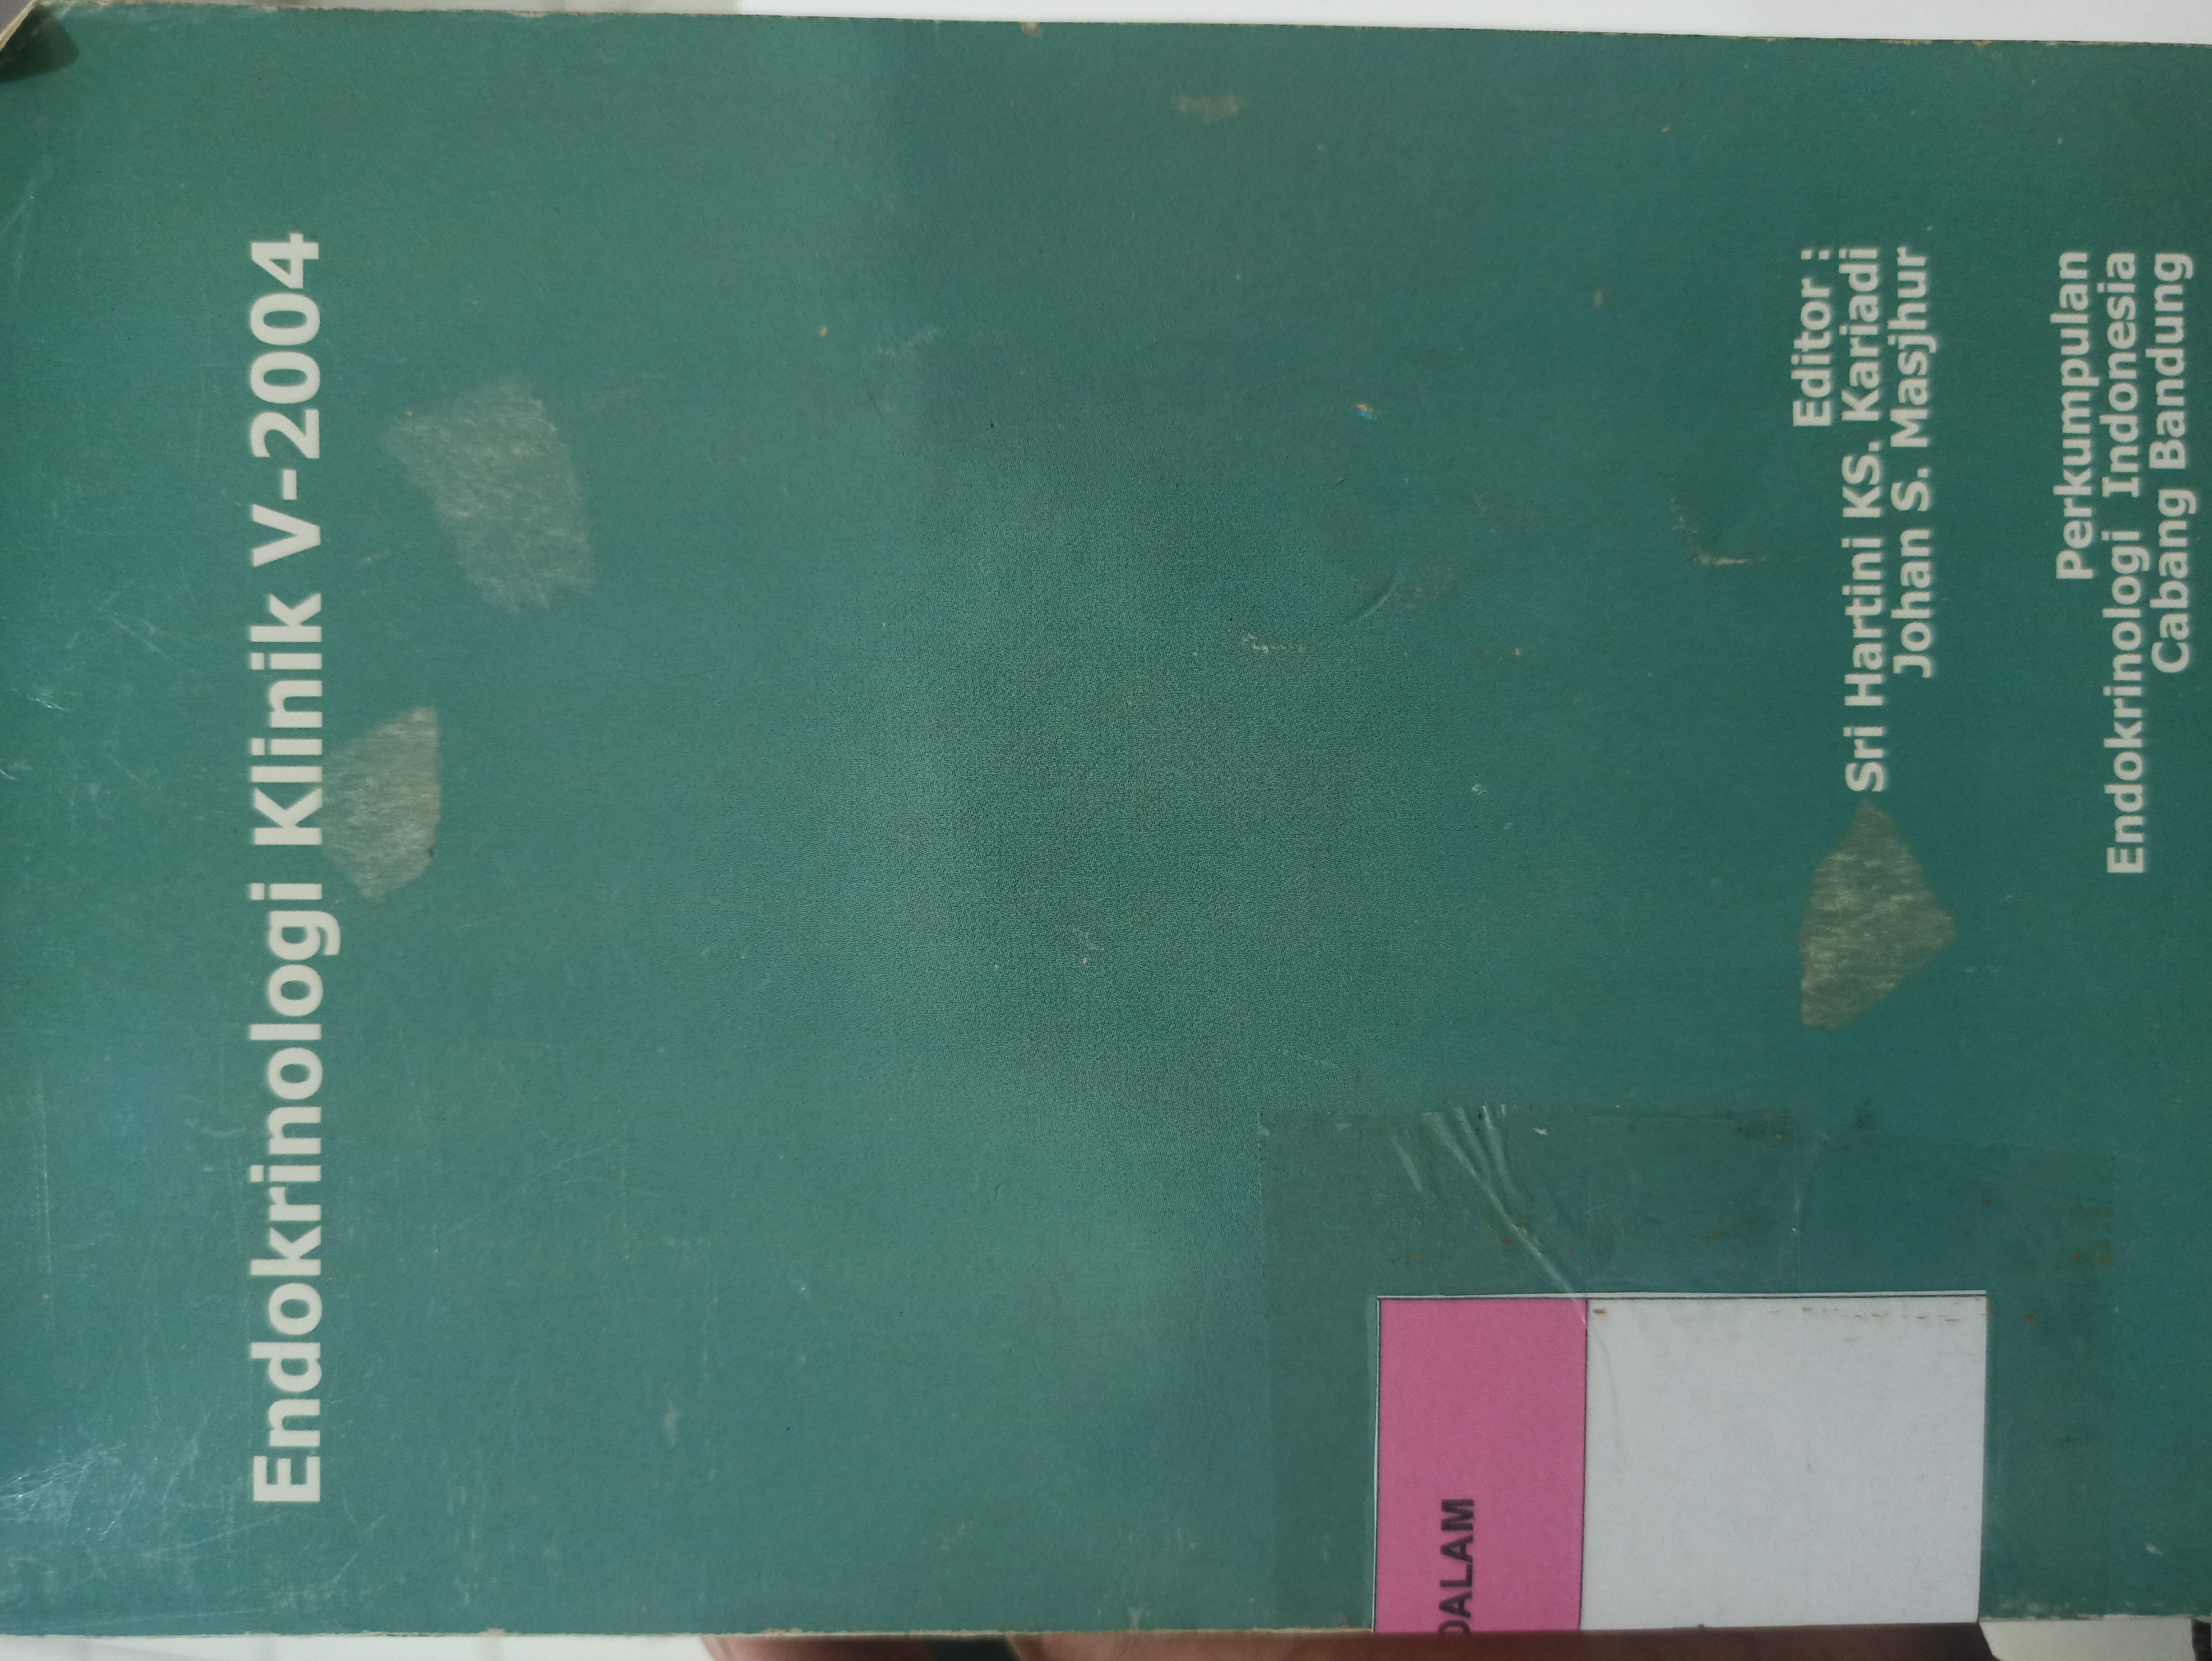 Endokrinologi Klinik V-2004
Editor :
Sri Hartini KS. Kariadi
Johan S. Masjhur
Perkumpulan
Endokrinologi Indonesia
Cabang Bandung
DALAM